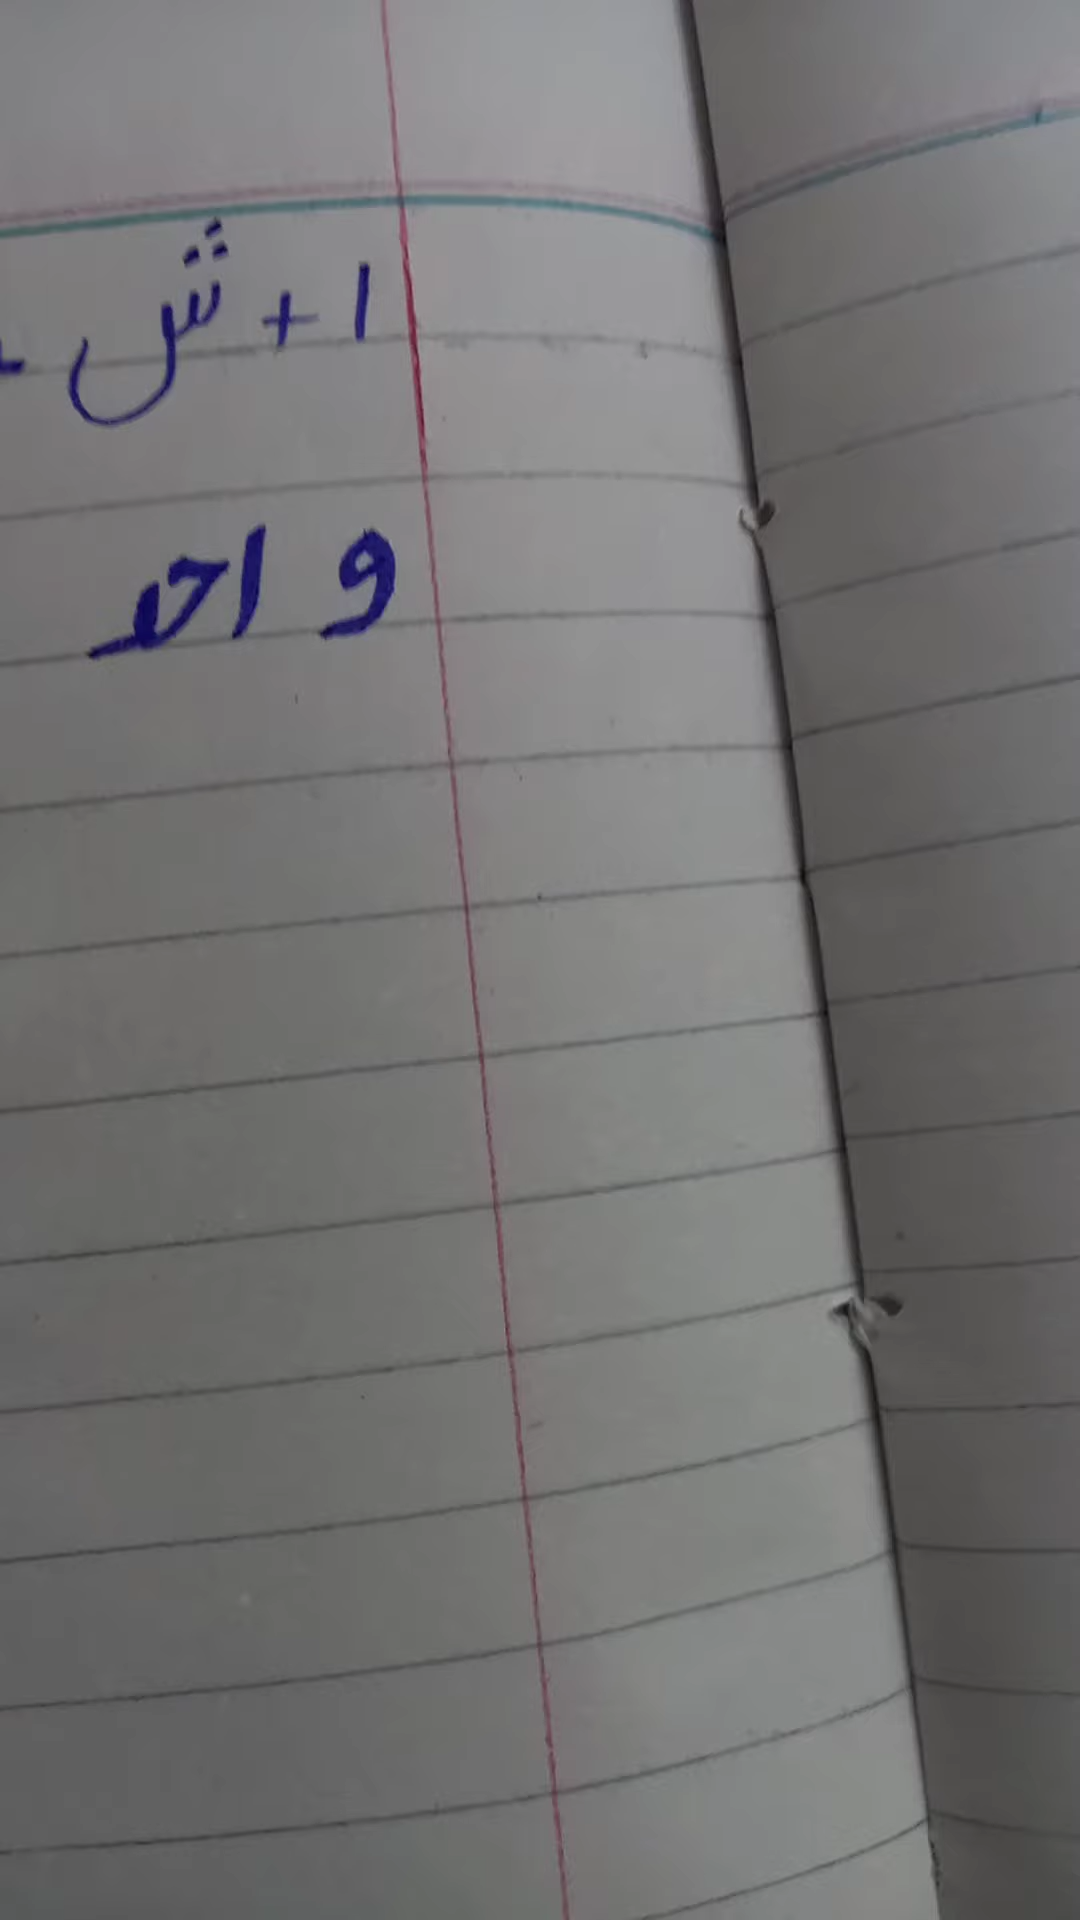 ا + ش
واحد